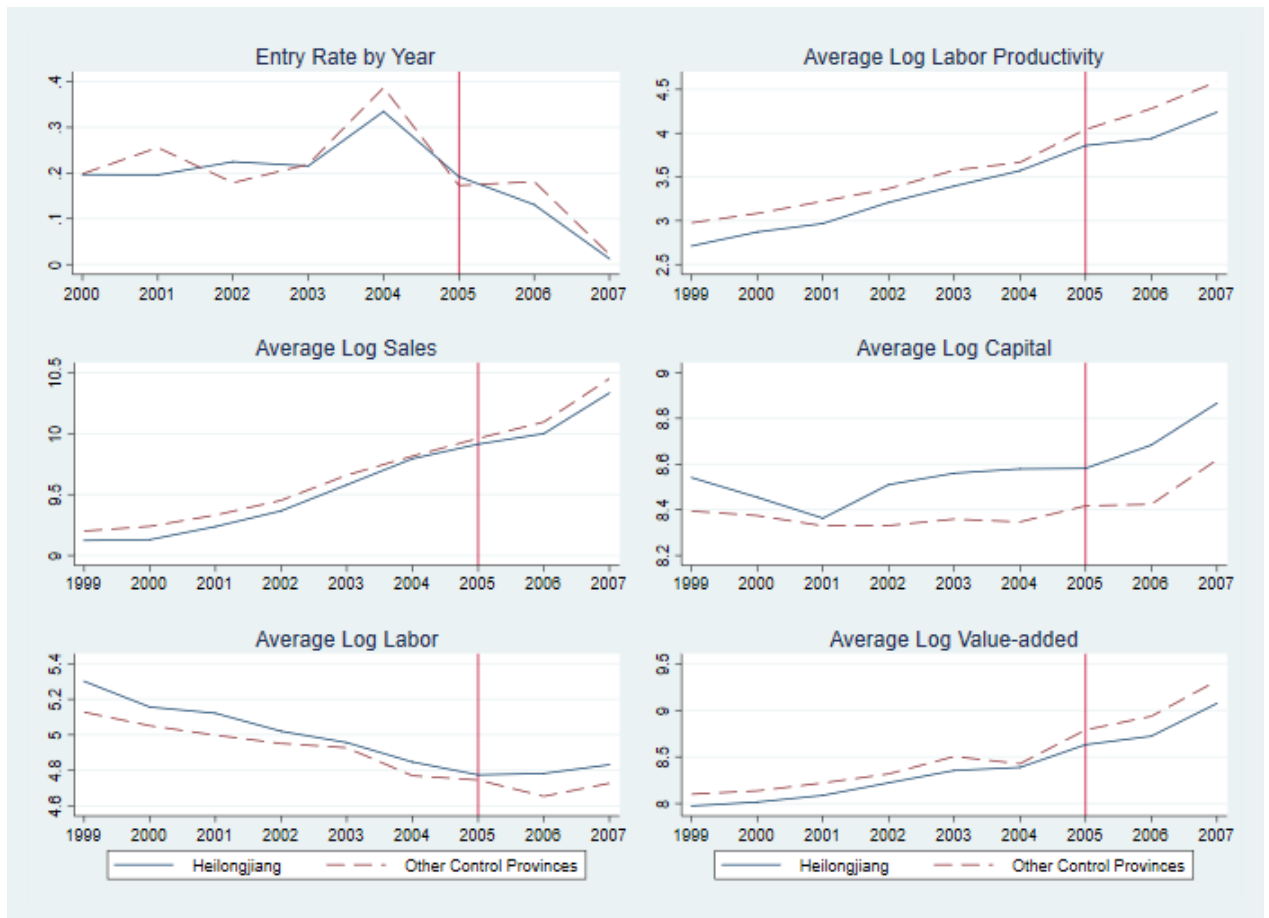 Entry Rate by Year
.4
.3
.2
.1
0
2000 2001 2002 2003 2004 2005 2006 2007
Average Log Labor Productivity
4.5
4
3.5
3
2.5
1999 2000 2001 2002 2003 2004 2005 2006 2007
Average Log Sales
10.5
10
9.5
9
1999 2000 2001 2002 2003 2004 2005 2006 2007
Average Log Capital
9
8.8
8.6
8.4
8.2
1999 2000 2001 2002 2003 2004 2005 2006 2007
Average Log Labor
5.4
5.2
5
4.8
4.6
1999 2000 2001 2002 2003 2004 2005 2006 2007
Heilongjiang Other Control Provinces
Average Log Value-added
9.5
9
8.5
8
1999 2000 2001 2002 2003 2004 2005 2006 2007
Heilongjiang Other Control Provinces